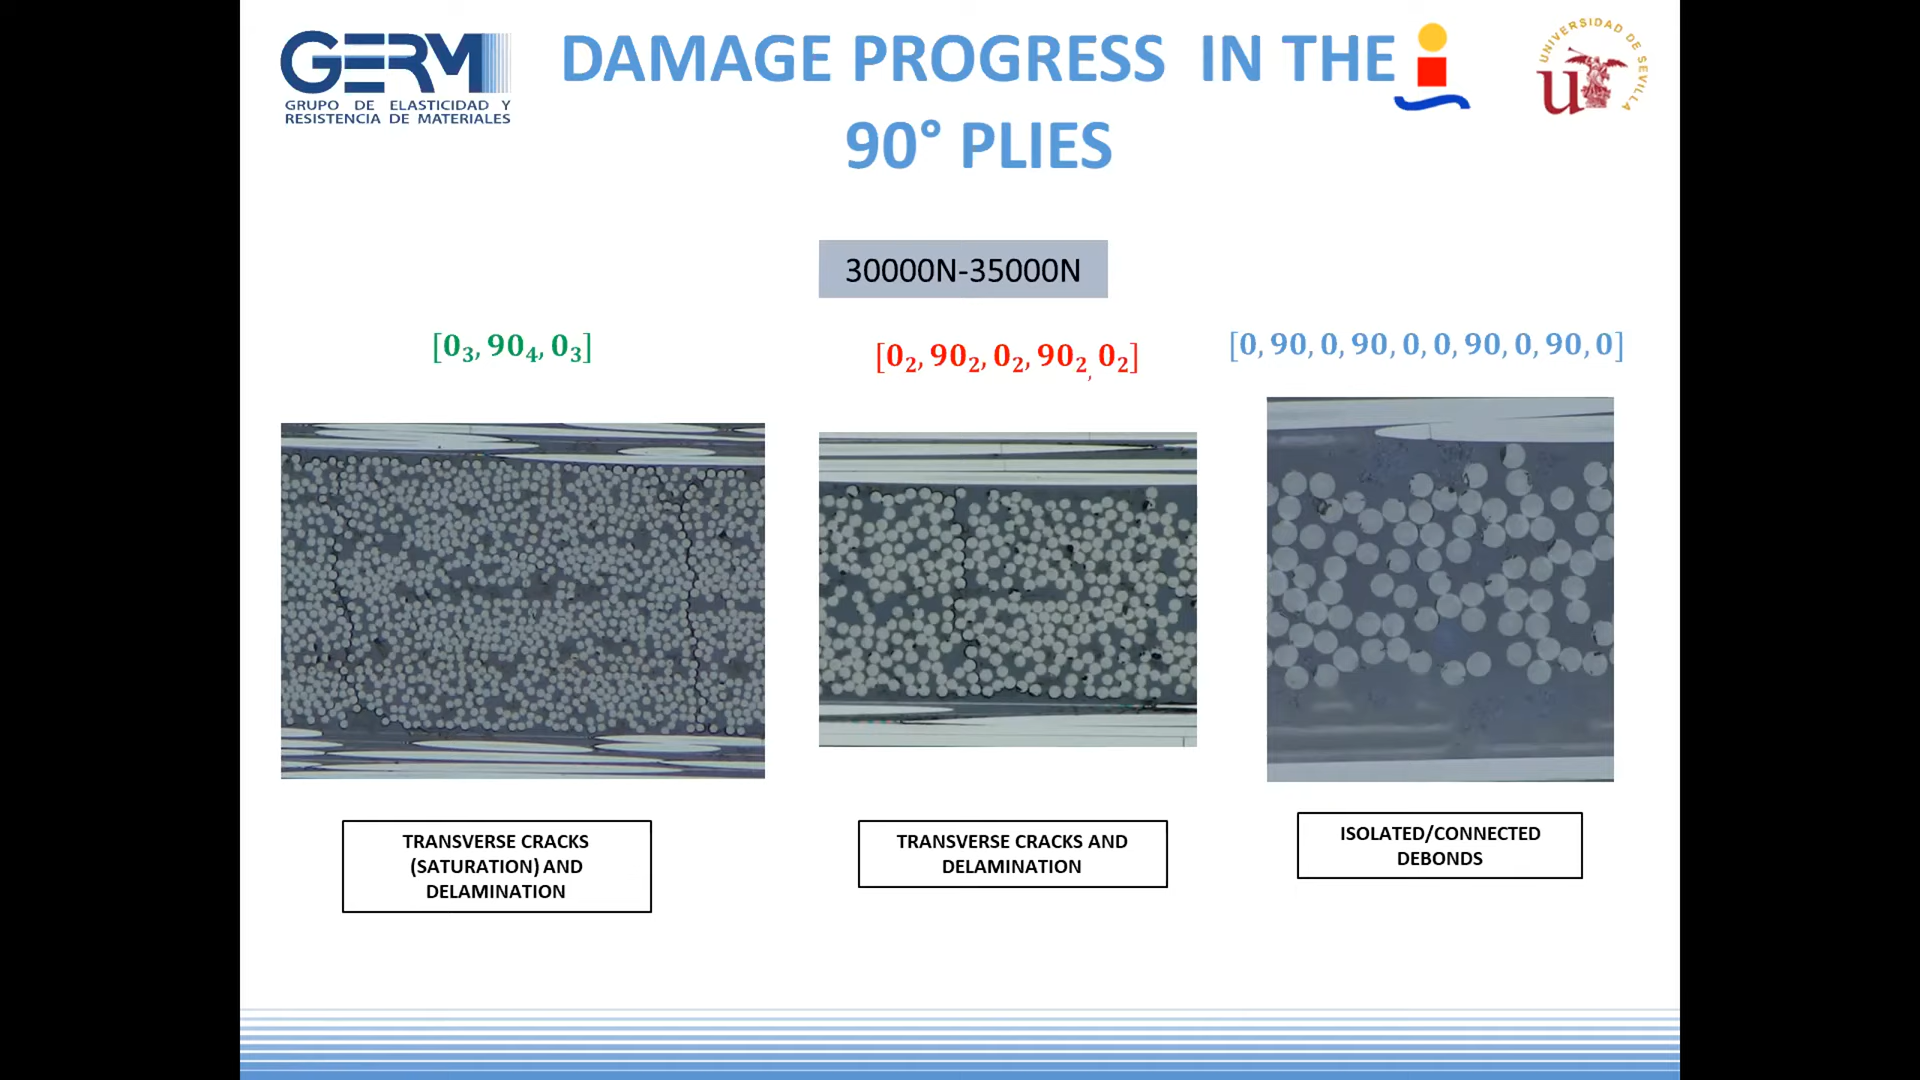 GERM
GRUPO DE ELASTICIDAD Y
RESISTENCIA DE MATERIALES
DAMAGE PROGRESS IN THE
90° PLIES
UNIVERSIDAD DE SEVILLA
30000N-35000N
[0₃, 90₄, 0₃]
[0₂, 90₂, 0₂, 90₂, 0₂]
[0, 90, 0, 90, 0, 0, 90, 0, 90, 0]
TRANSVERSE CRACKS
(SATURATION) AND
DELAMINATION
TRANSVERSE CRACKS AND
DELAMINATION
ISOLATED/CONNECTED
DEBONDS